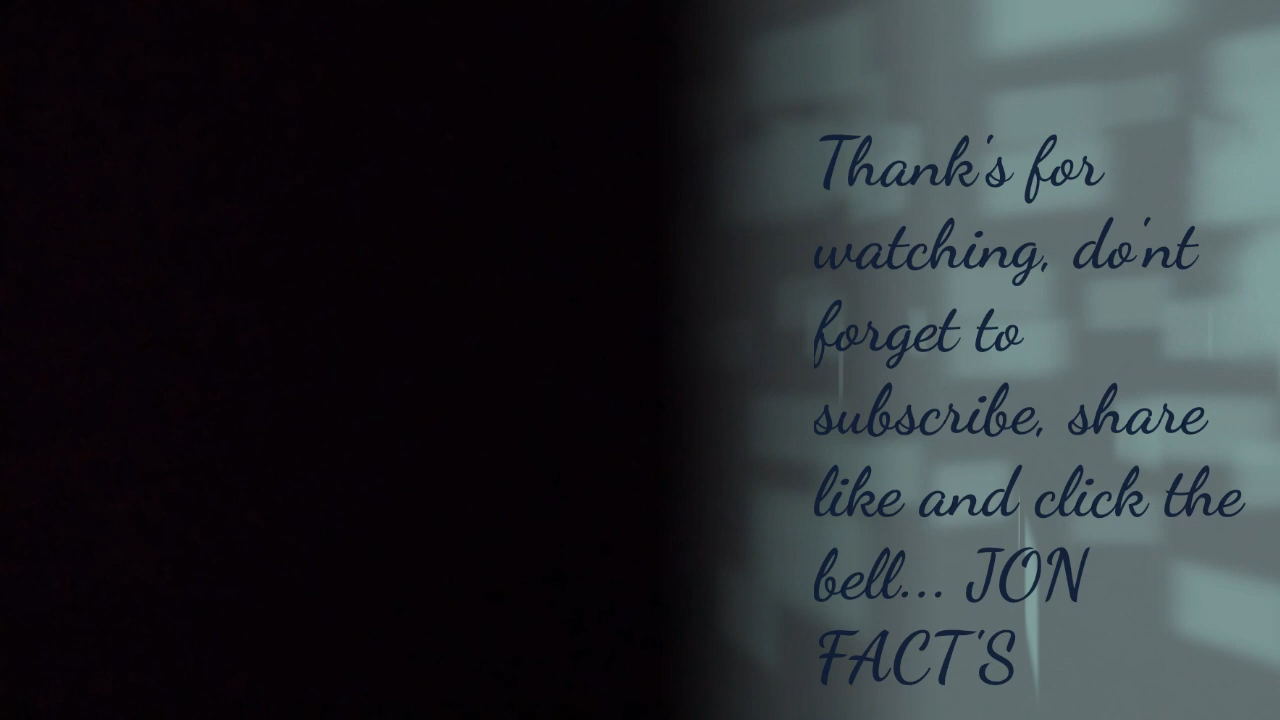 Thank's for
watching, do'nt
forget to
subscribe, share
like and click the
bell... JON
FACT'S